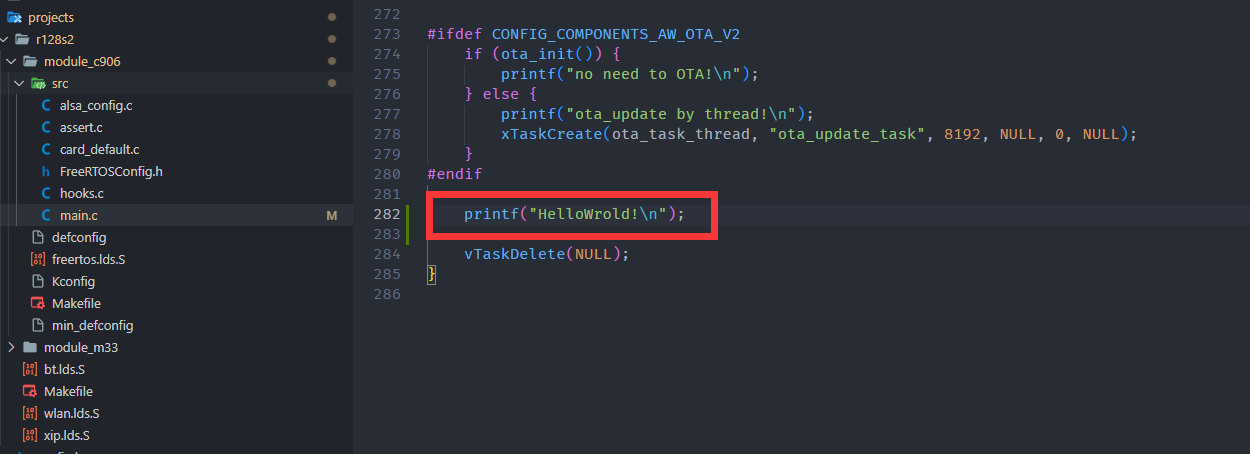 projects
r128s2
module_c906
src
alsa_config.c
assert.c
card_default.c
FreeRTOSConfig.h
hooks.c
main.c M
defconfig
freertos.lds.S
Kconfig
Makefile
min_defconfig
module_m33
bt.lds.S
Makefile
wlan.lds.S
xip.lds.S
272
273 #ifdef CONFIG_COMPONENTS_AW_OTA_V2
274 if (ota_init()) {
275 printf("no need to OTA!\n");
276 } else {
277 printf("ota_update by thread!\n");
278 xTaskCreate(ota_task_thread, "ota_update_task", 8192, NULL, 0, NULL);
279 }
280 #endif
281
282 printf("HelloWrold!\n");
283
284 vTaskDelete(NULL);
285 }
286